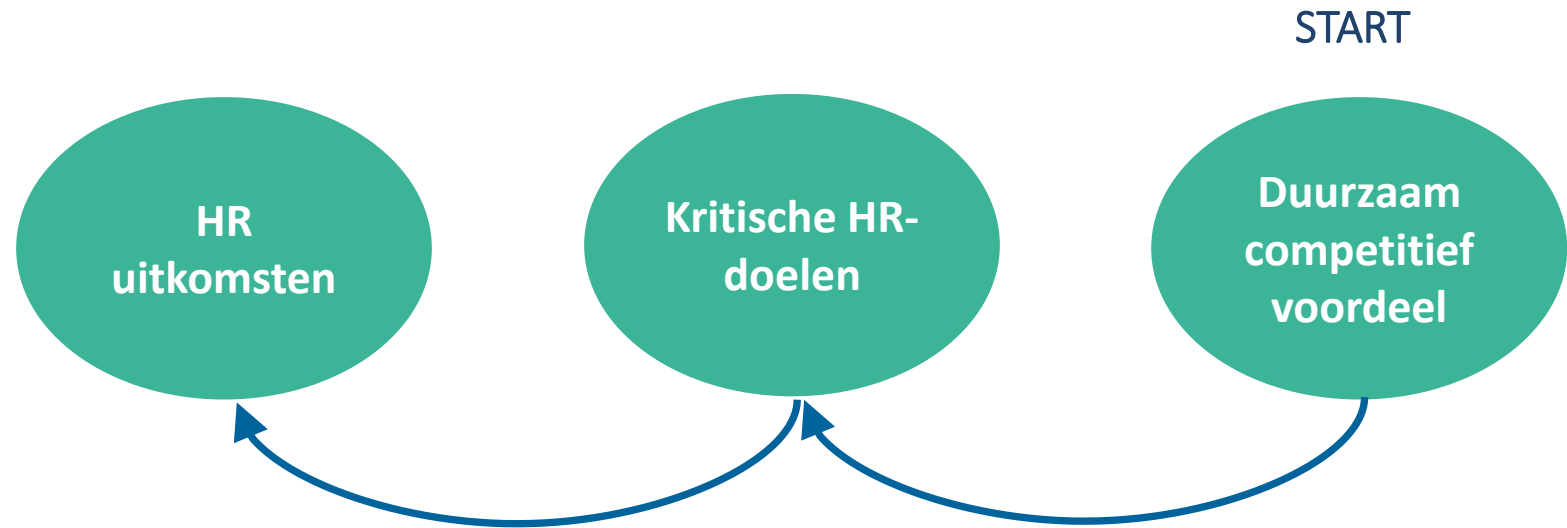 START
HR
uitkomsten
Kritische HR-
doelen
Duurzaam
competitief
voordeel